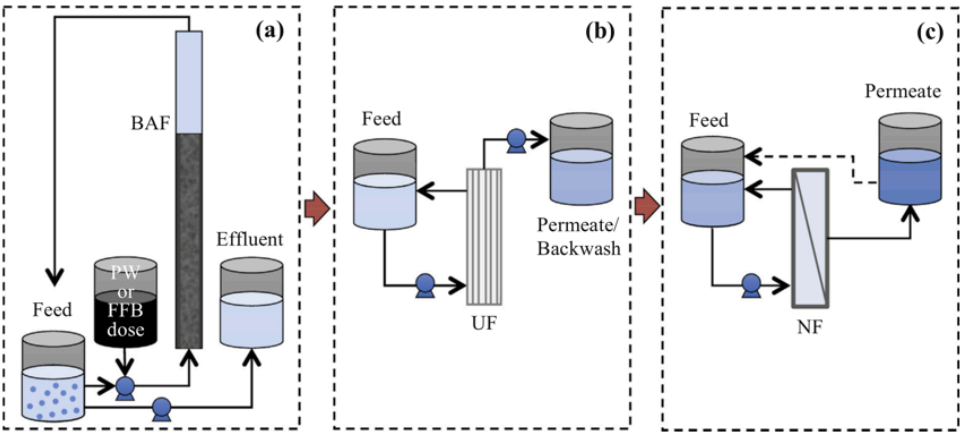 (a)
BAF
Effluent
Feed
PW
or
FFB
dose
(b)
Feed
Permeate/
Backwash
UF
(c)
Permeate
Feed
NF